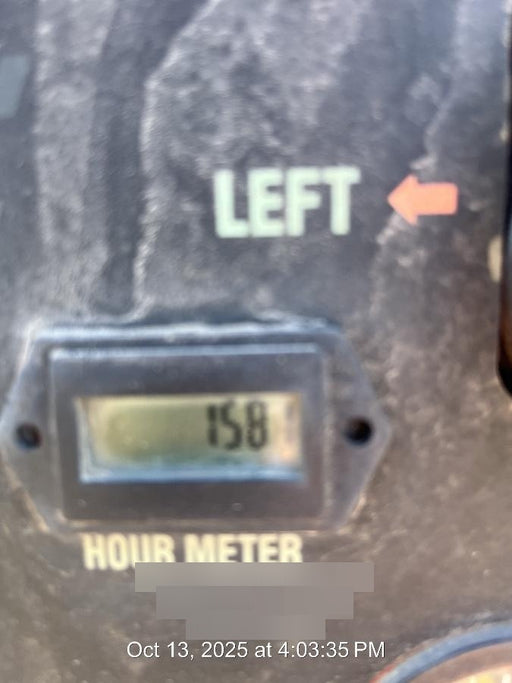 LEFT
158
HOUR METER
Oct 13, 2025 at 4:03:35 PM